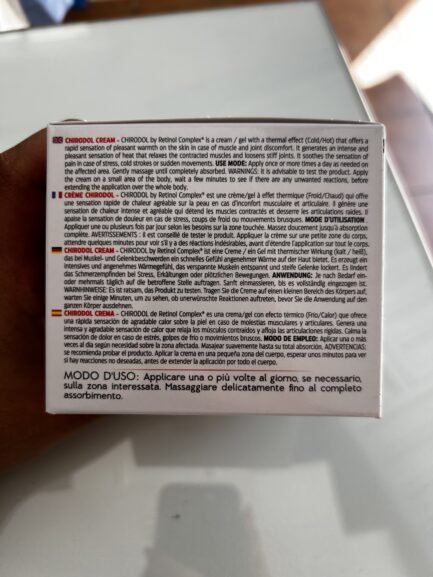 CHIRODOL CREAM - CHIRODOL by Retinol Complex® is a cream / gel with a thermal effect (Cold/Hot) that offers a
rapid sensation of pleasant warmth on the skin in case of muscle and joint discomfort. It generates an intense and
pleasant sensation of heat that relaxes the contracted muscles and loosens stiff joints. It soothes the sensation of
pain in case of stress, cold strokes or sudden movements. USE MODE: Apply once or more times a day as needed on
the affected area. Gently massage until completely absorbed. WARNINGS: It is advisable to test the product. Apply
the cream on a small area of the body, wait a few minutes to see if there are any unwanted reactions, before
extending the application over the whole body.
CRÈME CHIRODOL - CHIRODOL by Retinol Complex® est une crème/gel à effet thermique (Froid/Chaud) qui offre
une sensation rapide de chaleur agréable sur la peau en cas d'inconfort musculaire et articulaire. Il génère une
sensation de chaleur intense et agréable qui détend les muscles contractés et desserre les articulations raides. Il
apaise la sensation de douleur en cas de stress, coups de froid ou mouvements brusques. MODE D'UTILISATION :
Appliquer une ou plusieurs fois par jour selon les besoins sur la zone touchée. Massez doucement jusqu'à absorption
complète. AVERTISSEMENTS : il est conseillé de tester le produit. Appliquer la crème sur une petite zone du corps,
attendre quelques minutes pour voir s'il y a des réactions indésirables, avant d'étendre l'application sur tout le corps.
CHIRODOL CREAM - CHIRODOL by Retinol Complex® ist eine Creme / ein Gel mit thermischer Wirkung (kalt / heiß),
das bei Muskel- und Gelenkbeschwerden ein schnelles Gefühl angenehmer Wärme auf der Haut bietet. Es erzeugt ein
intensives und angenehmes Wärmegefühl, das verspannte Muskeln entspannt und steife Gelenke lockert. Es lindert
das Schmerzempfinden bei Stress, Erkältungen oder plötzlichen Bewegungen. ANWENDUNG: Je nach Bedarf ein-
oder mehrmals täglich auf die betroffene Stelle auftragen. Sanft einmassieren, bis es vollständig eingezogen ist.
WARNHINWEISE: Es ist ratsam, das Produkt zu testen. Tragen Sie die Creme auf einen kleinen Bereich des Körpers auf,
warten Sie einige Minuten, um zu sehen, ob unerwünschte Reaktionen auftreten, bevor Sie die Anwendung auf den
ganzen Körper ausdehnen.
CHIRODOL CREMA - CHIRODOL de Retinol Complex® es una crema/gel con efecto térmico (Frío/Calor) que ofrece
una rápida sensación de agradable calor sobre la piel en caso de molestias musculares y articulares. Genera una
intensa y agradable sensación de calor que relaja los músculos contraídos y afloja las articulaciones rígidas. Calma la
sensación de dolor en caso de estrés, golpes de frío o movimientos bruscos. MODO DE EMPLEO: Aplicar una o más
veces al día según necesidad sobre la zona afectada. Masajear suavemente hasta su total absorción. ADVERTENCIAS:
se recomienda probar el producto. Aplicar la crema en una pequeña zona del cuerpo, esperar unos minutos para ver
si hay reacciones no deseadas, antes de extender la aplicación por todo el cuerpo.
MODO D'USO: Applicare una o più volte al giorno, se necessario,
sulla zona interessata. Massaggiare delicatamente fino al completo
assorbimento.